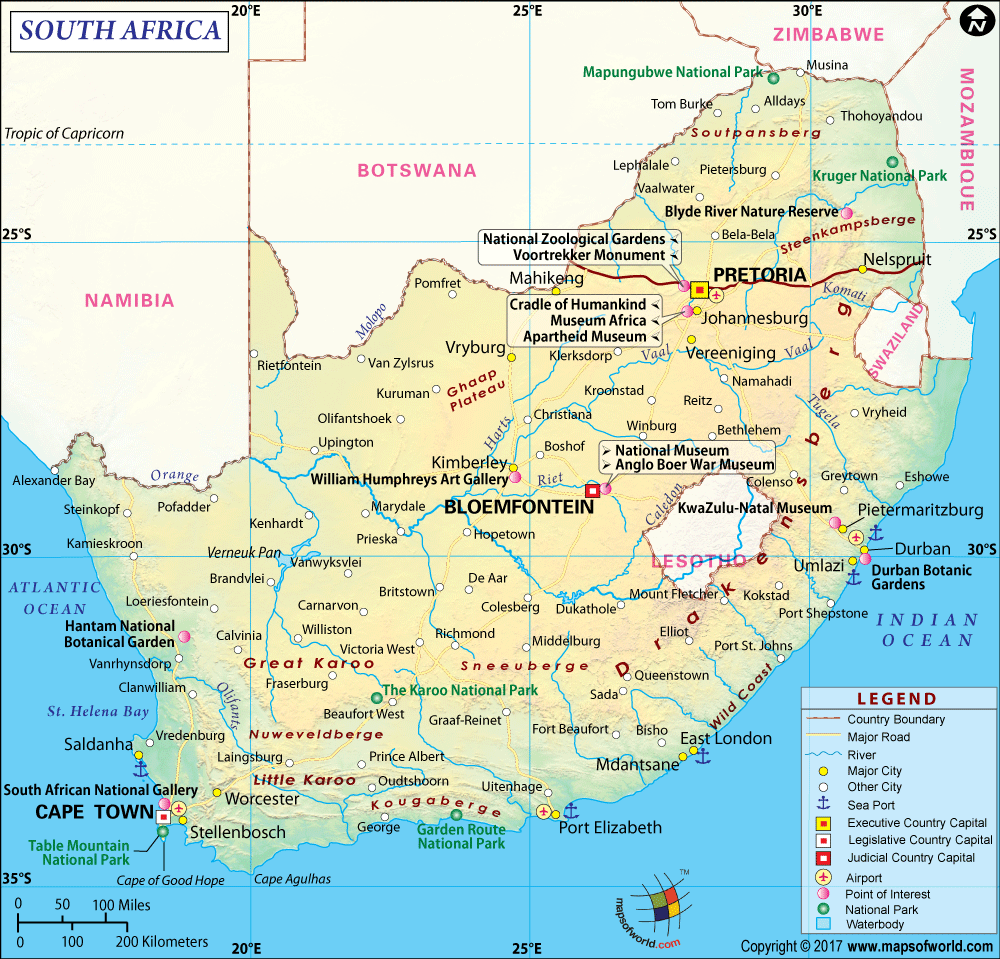 20°E
25°E
30°E
SOUTH AFRICA
N
ZIMBABWE
Musina
Mapungubwe National Park
Tom Burke
Alldays
MOZAMBIQUE
Thohoyandou
Tropic of Capricorn
Soutpansberg
BOTSWANA
Lephalale
Pietersburg
Kruger National Park
Vaalwater
Blyde River Nature Reserve
Steenkampsberge
25°S
25°S
National Zoological Gardens
Voortrekker Monument
Bela-Bela
Nelspruit
Mahikeng
PRETORIA
Pomfret
Komati
NAMIBIA
Cradle of Humankind
Museum Africa
Apartheid Museum
Johannesburg
Molopo
SWAZILAND
Vryburg
Klerksdorp
Vaal
Vereeniging
Vaal
Rietfontein
Van Zylsrus
Ghaap
Plateau
Kuruman
Kroonstad
Namahadi
Reitz
Tugela
Vryheid
Olifantshoek
Christiana
Harts
Winburg
Bethlehem
Upington
Boshof
National Museum
Anglo Boer War Museum
Kimberley
William Humphreys Art Gallery
Riet
Colenso
Greytown
Eshowe
Alexander Bay
Orange
Steinkopf
Pofadder
Marydale
BLOEMFONTEIN
Caledon
KwaZulu-Natal Museum
Pietermaritzburg
Kenhardt
Prieska
Hopetown
Kamieskroon
Verneuk Pan
30°S
30°S
Durban
Vanwyksvlei
LESOTHO
Umlazi
Durban Botanic
Gardens
ATLANTIC
OCEAN
Brandvlei
Britstown
De Aar
Mount Fletcher
Kokstad
Loeriesfontein
Carnarvon
Colesberg
Dukathole
Port Shepstone
INDIAN
OCEAN
Hantam National
Botanical Garden
Calvinia
Williston
Richmond
Middelburg
Elliot
Drakensberg
Victoria West
Port St. Johns
Vanrhynsdorp
Great Karoo
Sneeuberge
Fraserburg
Queenstown
Clanwilliam
Olifants
The Karoo National Park
Sada
Wild Coast
St. Helena Bay
Beaufort West
Graaf-Reinet
Vredenburg
Nuweveldberge
Fort Beaufort
Bisho
East London
Saldanha
Laingsburg
Prince Albert
Mdantsane
Little Karoo
Oudtshoorn
Uitenhage
South African National Gallery
Worcester
Kougaberge
CAPE TOWN
Stellenbosch
George
Garden Route
National Park
Port Elizabeth
Table Mountain
National Park
Cape of Good Hope
Cape Agulhas
35°S
LEGEND
Country Boundary
Major Road
River
Major City
Other City
Sea Port
Executive Country Capital
Legislative Country Capital
Judicial Country Capital
Airport
Point of Interest
National Park
Waterbody
0 50 100 Miles
0 100 200 Kilometers
20°E
25°E
TM
mapsofworld.com
Copyright © 2017 www.mapsofworld.com